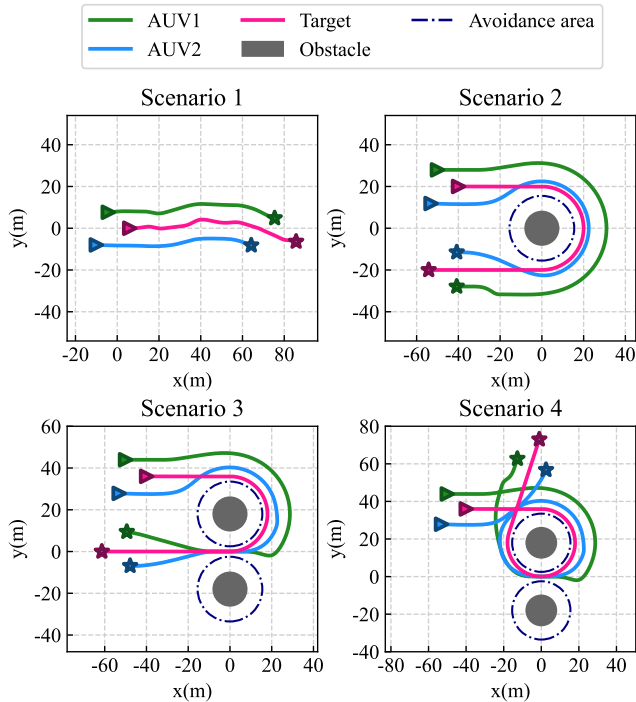 AUV1 Target Avoidance area
AUV2 Obstacle
Scenario 1 Scenario 2
40
20
0
-20
-40
y(m)
-20 0 20 40 60 80
x(m)
40
20
0
-20
-40
y(m)
-60 -40 -20 0 20 40
x(m)
Scenario 3 Scenario 4
60
40
20
0
-20
-40
y(m)
-60 -40 -20 0 20 40
x(m)
80
60
40
20
0
-20
-40
y(m)
-80 -60 -40 -20 0 20 40
x(m)